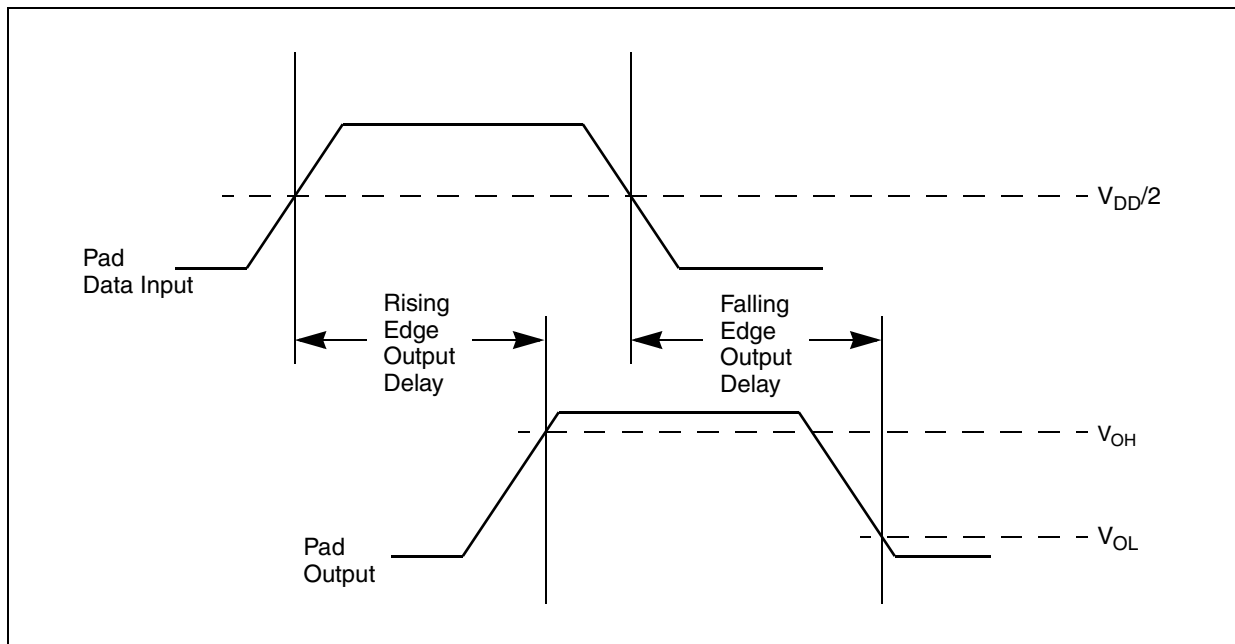 V_DD/2
Pad
Data Input
Rising
Edge
Output
Delay
Falling
Edge
Output
Delay
V_OH
V_OL
Pad
Output